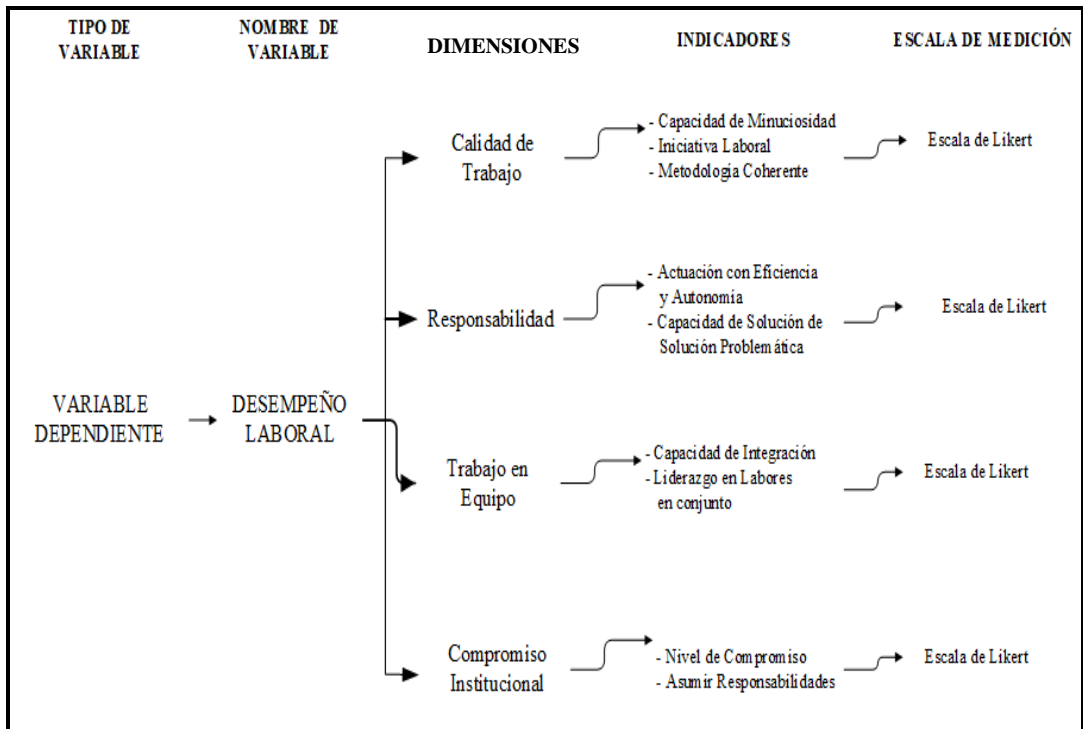 TIPO DE
VARIABLE
NOMBRE DE
VARIABLE
DIMENSIONES
INDICADORES
ESCALA DE MEDICIÓN
Calidad de
Trabajo
- Capacidad de Minuciosidad
- Iniciativa Laboral
- Metodología Coherente
Escala de Likert
Responsabilidad
- Actuación con Eficiencia
y Autonomía
- Capacidad de Solución de
Solución Problemática
Escala de Likert
VARIABLE
DEPENDIENTE
DESEMPEÑO
LABORAL
Trabajo en
Equipo
- Capacidad de Integración
- Liderazgo en Labores
en conjunto
Escala de Likert
Compromiso
Institucional
- Nivel de Compromiso
- Asumir Responsabilidades
Escala de Likert